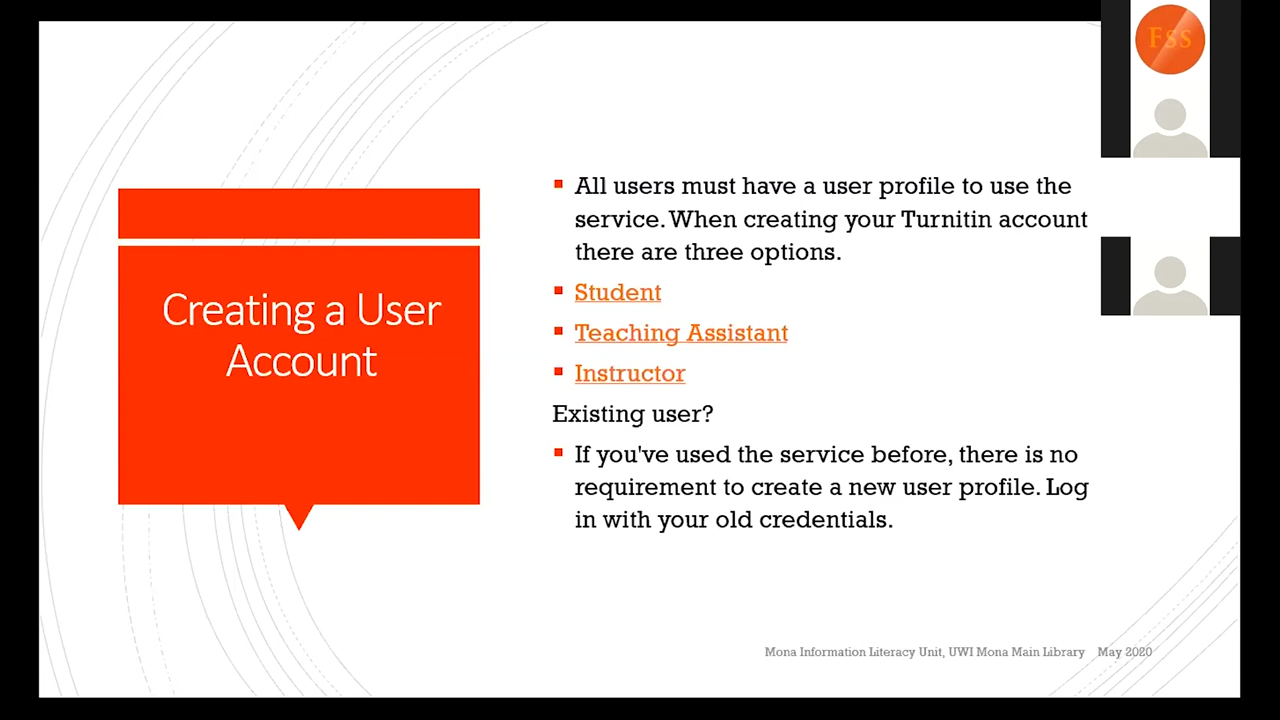 Fss
Creating a User
Account
All users must have a user profile to use the
service. When creating your Turnitin account
there are three options.
Student
Teaching Assistant
Instructor
Existing user?
If you've used the service before, there is no
requirement to create a new user profile. Log
in with your old credentials.
Mona Information Literacy Unit, UWI Mona Main Library May 2020